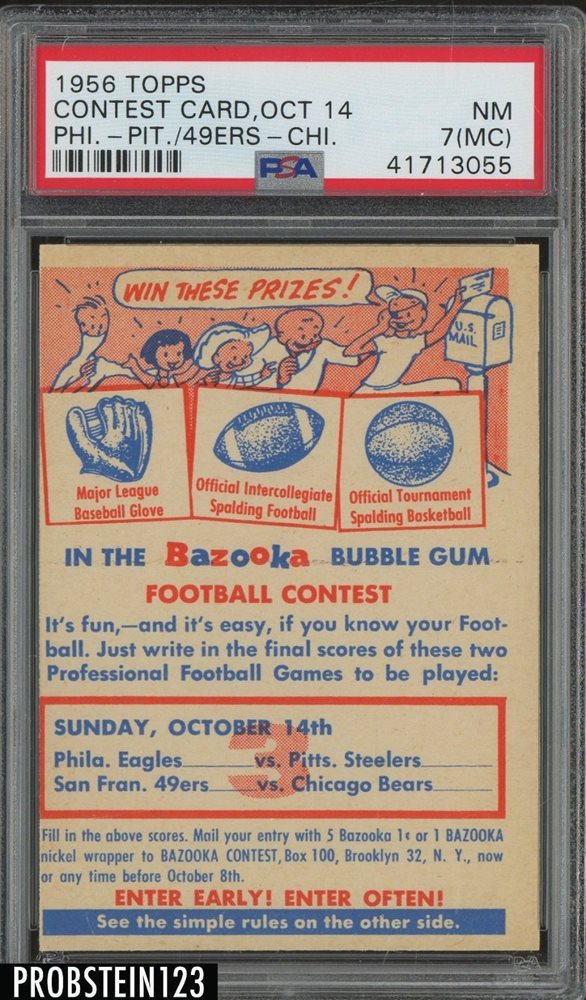 1956 TOPPS
CONTEST CARD,OCT 14 NM
PHI. – PIT./49ERS – CHI. 7(MC)
PSA 41713055
WIN THESE PRIZES!
U.S.
MAIL
Major League
Baseball Glove
Official Intercollegiate
Spalding Football
Official Tournament
Spalding Basketball
IN THE Bazooka BUBBLE GUM
FOOTBALL CONTEST
It's fun,—and it's easy, if you know your Foot-
ball. Just write in the final scores of these two
Professional Football Games to be played:
3
SUNDAY, OCTOBER 14th
Phila. Eagles______vs. Pitts. Steelers______
San Fran. 49ers____vs. Chicago Bears______
Fill in the above scores. Mail your entry with 5 Bazooka 1¢ or 1 BAZOOKA
nickel wrapper to BAZOOKA CONTEST, Box 100, Brooklyn 32, N. Y., now
or any time before October 8th.
ENTER EARLY! ENTER OFTEN!
See the simple rules on the other side.
PROBSTEIN123